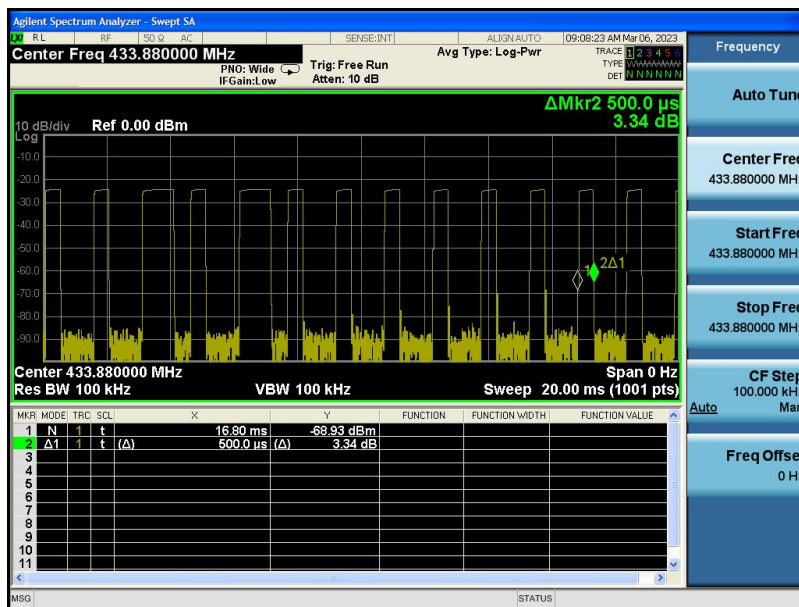 Agilent Spectrum Analyzer - Swept SA
LXI RL RF 50 Ω AC SENSE:INT ALIGN AUTO 09:08:23 AM Mar 06, 2023
Center Freq 433.880000 MHz
PNO: Wide
IFGain:Low
Trig: Free Run
Atten: 10 dB
Avg Type: Log-Pwr
TRACE 1 2 3 4 5 6
TYPE
DET N N N N N N
ΔMkr2 500.0 µs
3.34 dB
10 dB/div Ref 0.00 dBm
Log
-10.0
-20.0
-30.0
-40.0
-50.0
-60.0
-70.0
-80.0
-90.0
1
2Δ1
Center 433.880000 MHz Span 0 Hz
Res BW 100 kHz VBW 100 kHz Sweep 20.00 ms (1001 pts)
MKR MODE TRC SCL X Y FUNCTION FUNCTION WIDTH FUNCTION VALUE
1 N 1 t 16.80 ms -68.93 dBm
2 Δ1 1 t (Δ) 500.0 µs (Δ) 3.34 dB
3
4
5
6
7
8
9
10
11
MSG STATUS
Frequency
Auto Tune
Center Freq
433.880000 MHz
Start Freq
433.880000 MHz
Stop Freq
433.880000 MHz
CF Step
100.000 kHz
Auto Man
Freq Offset
0 Hz